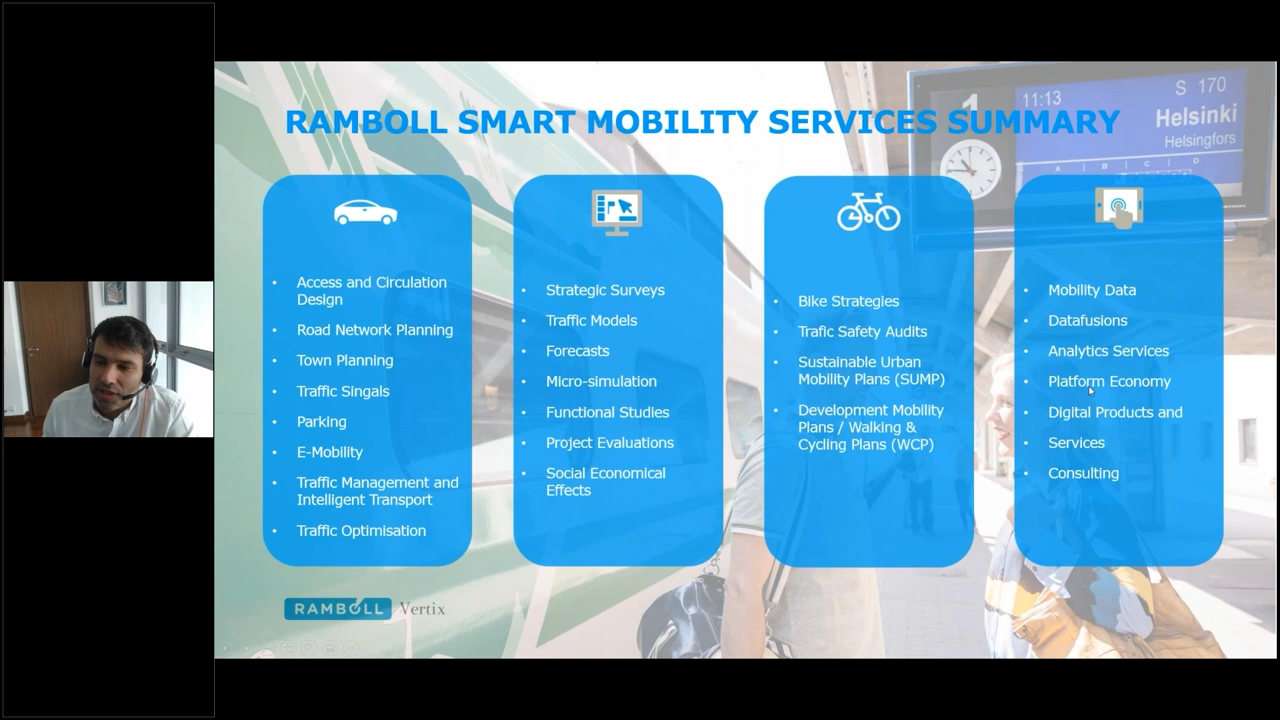 RAMBOLL SMART MOBILITY SERVICES SUMMARY
1
11:13
S 170
Helsinki
Helsingfors
A | B | C | D
• Access and Circulation
Design
• Road Network Planning
• Town Planning
• Traffic Singals
• Parking
• E-Mobility
• Traffic Management and
Intelligent Transport
• Traffic Optimisation
• Strategic Surveys
• Traffic Models
• Forecasts
• Micro-simulation
• Functional Studies
• Project Evaluations
• Social Economical
Effects
• Bike Strategies
• Trafic Safety Audits
• Sustainable Urban
Mobility Plans (SUMP)
• Development Mobility
Plans / Walking &
Cycling Plans (WCP)
• Mobility Data
• Datafusions
• Analytics Services
• Platform Economy
• Digital Products and
• Services
• Consulting
RAMBOLL Vertix